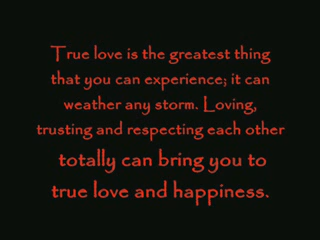 True love is the greatest thing
that you can experience; it can
weather any storm. Loving,
trusting and respecting each other
totally can bring you to
true love and happiness.